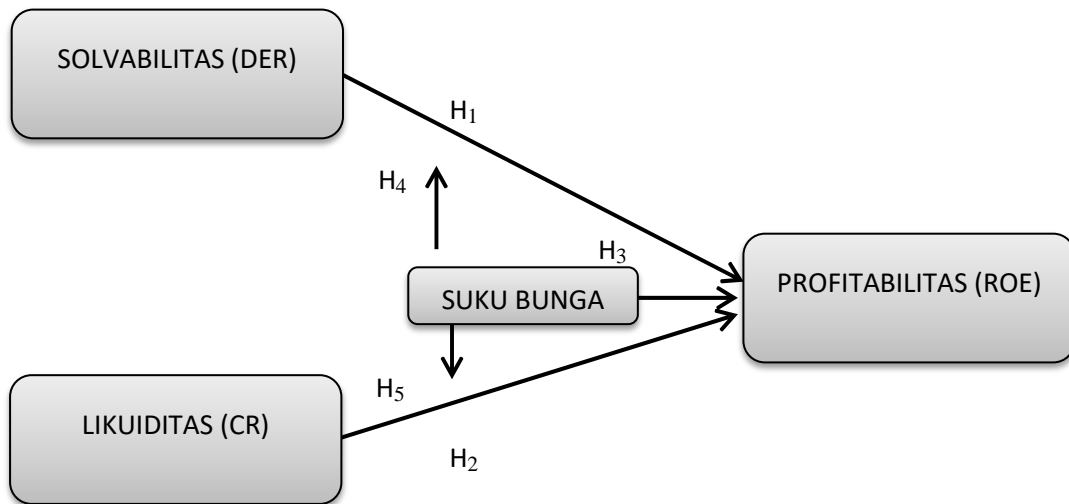 SOLVABILITAS (DER)
H₁
H₄
H₃
SUKU BUNGA
PROFITABILITAS (ROE)
H₅
LIKUIDITAS (CR)
H₂